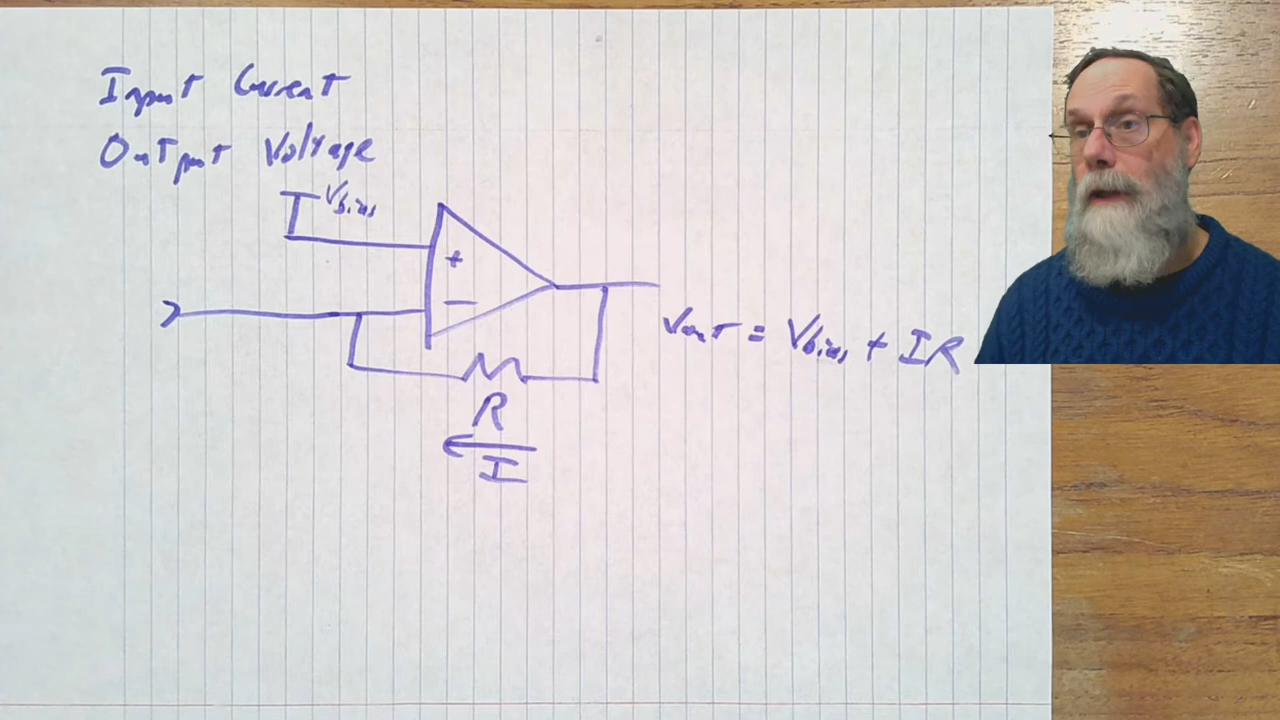 Input Current
Output Voltage
Vbias
+
−
Vout = Vbias + IR
R
I